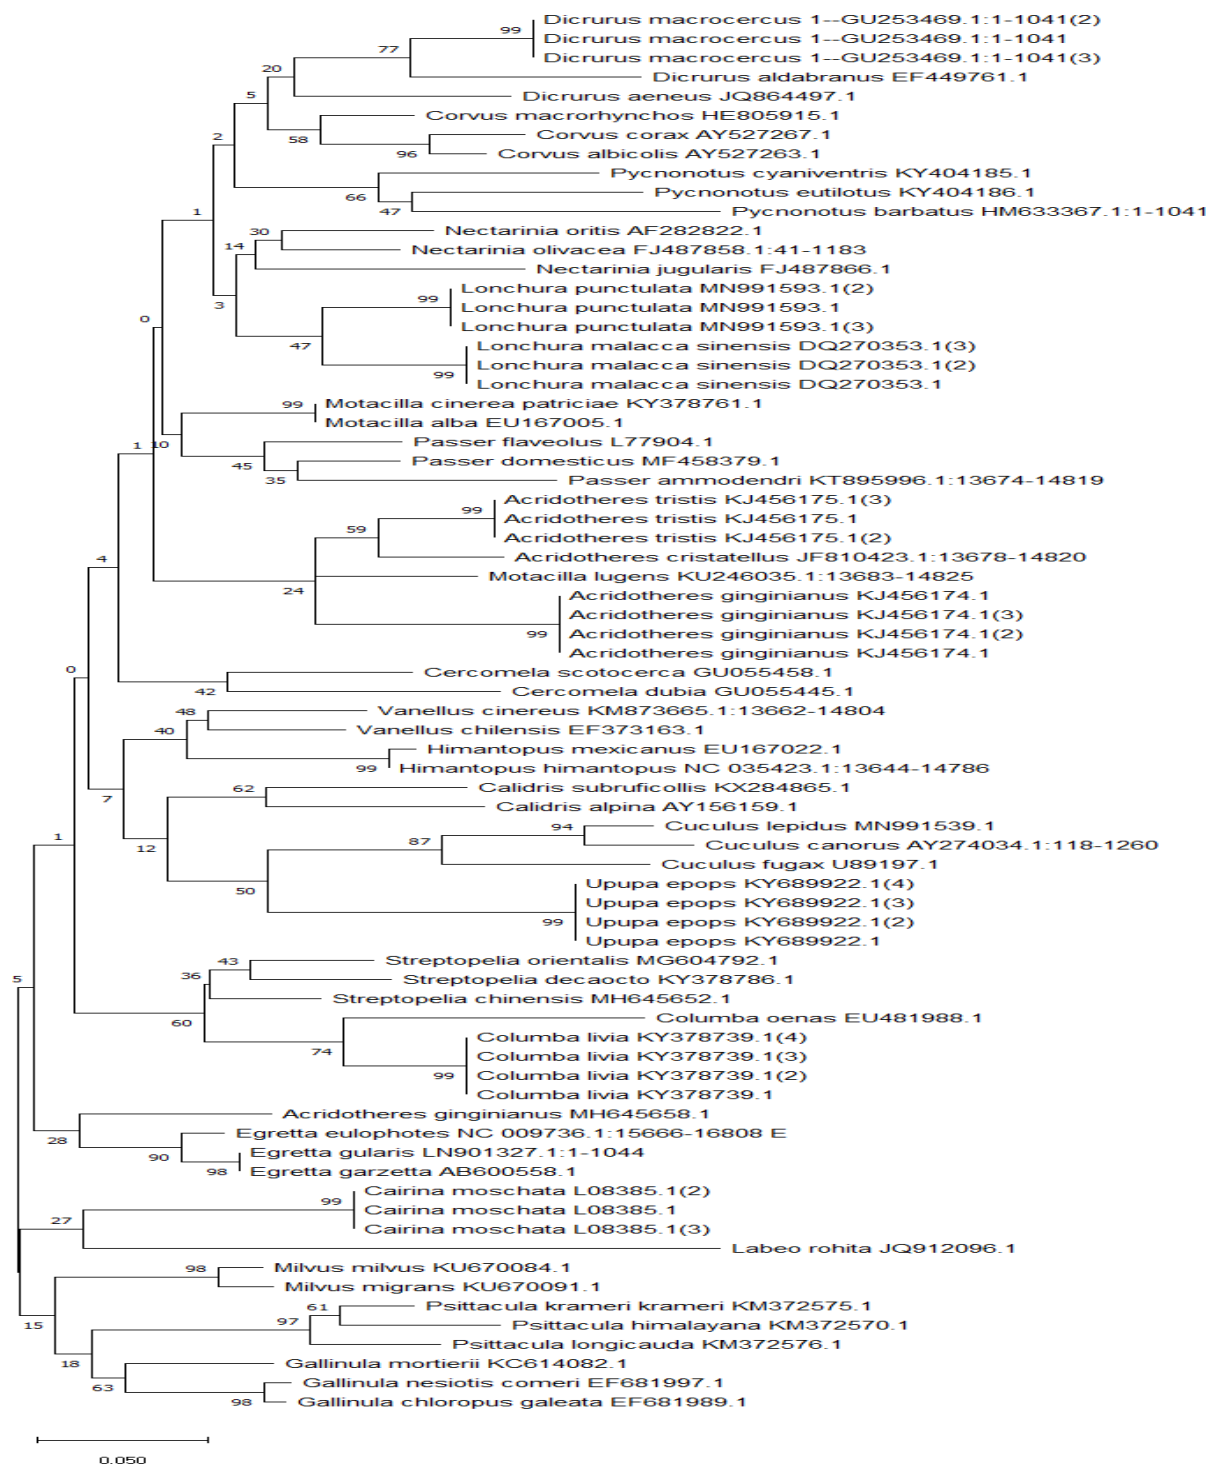 Dicrurus macrocercus 1--GU253469.1:1-1041(2)
99
Dicrurus macrocercus 1--GU253469.1:1-1041
77
Dicrurus macrocercus 1--GU253469.1:1-1041(3)
20
Dicrurus aldabranus EF449761.1
5
Dicrurus aeneus JQ864497.1
Corvus macrorhynchos HE805915.1
2
58
Corvus corax AY527267.1
96
Corvus albicolis AY527263.1
Pycnonotus cyaniventris KY404185.1
66
Pycnonotus eutilotus KY404186.1
1
47
Pycnonotus barbatus HM633367.1:1-1041
30
Nectarinia oritis AF282822.1
14
Nectarinia olivacea FJ487858.1:41-1183
Nectarinia jugularis FJ487866.1
Lonchura punctulata MN991593.1(2)
3
99
Lonchura punctulata MN991593.1
0
Lonchura punctulata MN991593.1(3)
47
Lonchura malacca sinensis DQ270353.1(3)
Lonchura malacca sinensis DQ270353.1(2)
99
Lonchura malacca sinensis DQ270353.1
99
Motacilla cinerea patriciae KY378761.1
Motacilla alba EU167005.1
1
10
Passer flaveolus L77904.1
45
Passer domesticus MF458379.1
35
Passer ammodendri KT895996.1:13674-14819
Acridotheres tristis KJ456175.1(3)
99
Acridotheres tristis KJ456175.1
59
Acridotheres tristis KJ456175.1(2)
4
Acridotheres cristatellus JF810423.1:13678-14820
Motacilla lugens KU246035.1:13683-14825
24
Acridotheres ginginianus KJ456174.1
Acridotheres ginginianus KJ456174.1(3)
99
Acridotheres ginginianus KJ456174.1(2)
Acridotheres ginginianus KJ456174.1
0
Cercomela scotocerca GU055458.1
42
Cercomela dubia GU055445.1
48
Vanellus cinereus KM873665.1:13662-14804
40
Vanellus chilensis EF373163.1
Himantopus mexicanus EU167022.1
99
Himantopus himantopus NC 035423.1:13644-14786
62
Calidris subruficollis KX284865.1
7
Calidris alpina AY156159.1
94
Cuculus lepidus MN991539.1
1
12
87
Cuculus canorus AY274034.1:118-1260
Cuculus fugax U89197.1
50
Upupa epops KY689922.1(4)
Upupa epops KY689922.1(3)
99
Upupa epops KY689922.1(2)
Upupa epops KY689922.1
43
Streptopelia orientalis MG604792.1
5
36
Streptopelia decaocto KY378786.1
Streptopelia chinensis MH645652.1
60
Columba oenas EU481988.1
Columba livia KY378739.1(4)
74
Columba livia KY378739.1(3)
99
Columba livia KY378739.1(2)
Columba livia KY378739.1
Acridotheres ginginianus MH645658.1
28
Egretta eulophotes NC 009736.1:15666-16808 E
90
Egretta gularis LN901327.1:1-1044
98
Egretta garzetta AB600558.1
Cairina moschata L08385.1(2)
99
Cairina moschata L08385.1
27
Cairina moschata L08385.1(3)
Labeo rohita JQ912096.1
98
Milvus milvus KU670084.1
Milvus migrans KU670091.1
61
Psittacula krameri krameri KM372575.1
15
97
Psittacula himalayana KM372570.1
Psittacula longicauda KM372576.1
18
Gallinula mortierii KC614082.1
63
Gallinula nesiotis comeri EF681997.1
98
Gallinula chloropus galeata EF681989.1
0.050